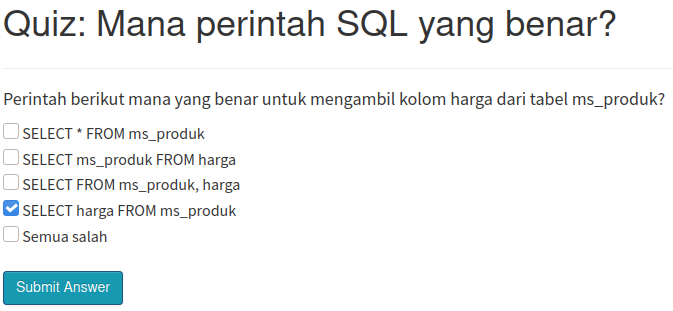 Quiz: Mana perintah SQL yang benar?
Perintah berikut mana yang benar untuk mengambil kolom harga dari tabel ms_produk?
SELECT * FROM ms_produk
SELECT ms_produk FROM harga
SELECT FROM ms_produk, harga
SELECT harga FROM ms_produk
Semua salah
Submit Answer